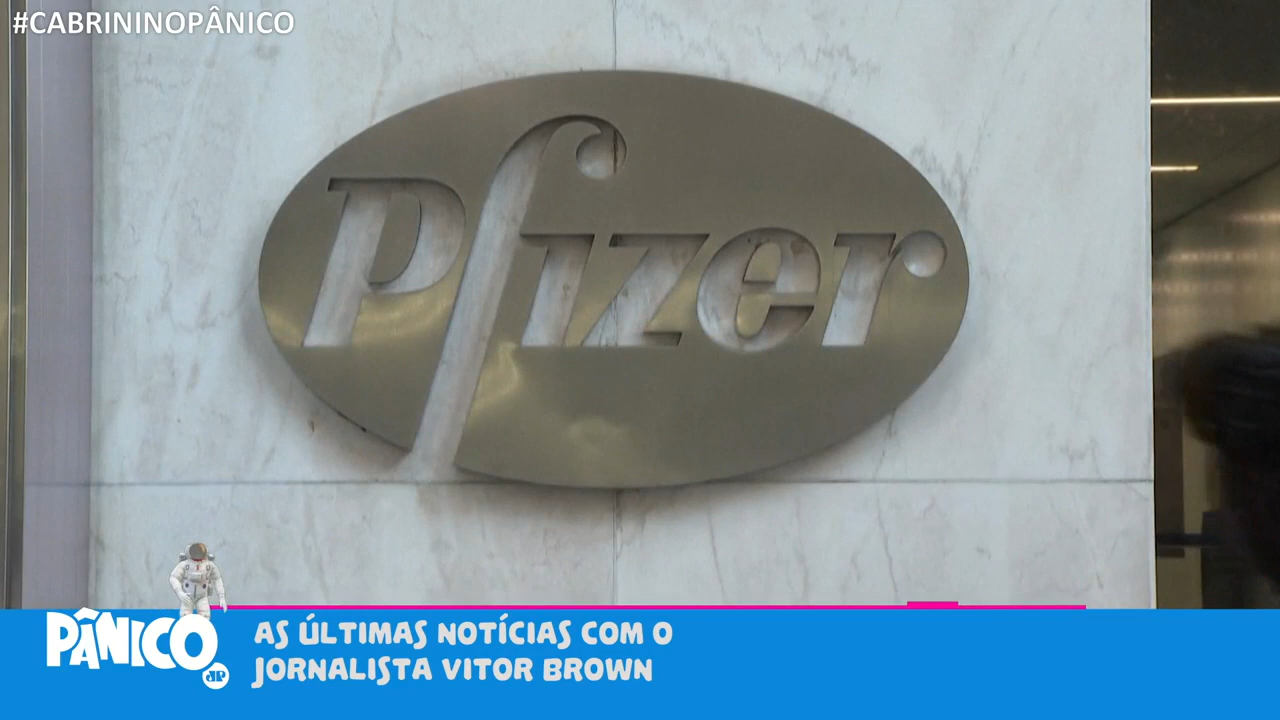 #CABRININOPÂNICO
Pfizer
PÂNICO
JP
AS ÚLTIMAS NOTÍCIAS COM O
JORNALISTA VITOR BROWN